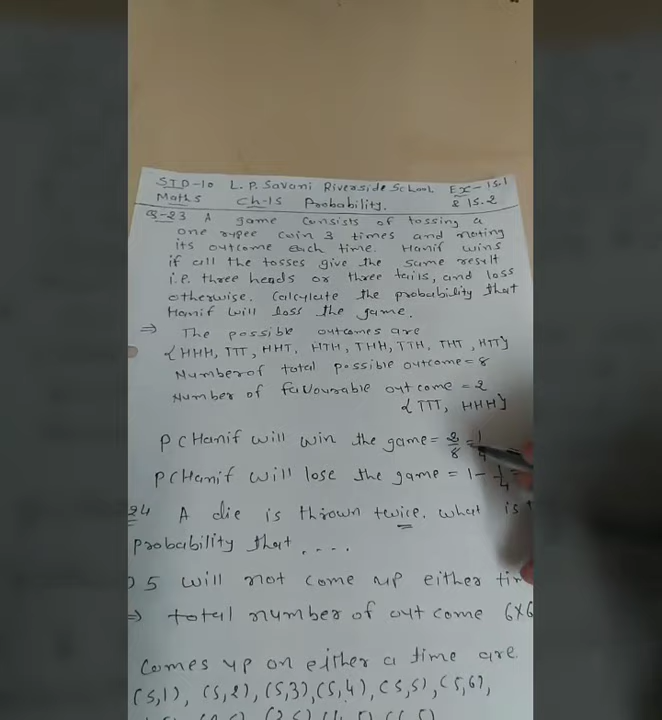 STD-10 L.P. Savani Riverside School Ex-15.1
Maths Ch-15 Probability. & 15.2
Q-23 A game consists of tossing a
one rupee coin 3 times and noting
its outcome each time. Hanif wins
if all the tosses give the same result
i.e. three heads or three tails, and loss
otherwise. Calculate the probability that
Hanif will loss the game.
⇒ The possible outcomes are
{HHH, TTT, HHT, HTH, THH, TTH, THT, HTT}
Number of total possible outcome = 8
Number of favourable outcome = 2
{TTT, HHH}
P(Hanif will win the game = 2/8 = 1/4
P(Hanif will lose the game = 1 - 1/4 =
24 A die is thrown twice. what is
probability that ....
) 5 will not come up either
⇒ total number of out come 6×6
Comes up on either a time are
(5,1), (5,2), (5,3), (5,4), (5,5), (5,6),